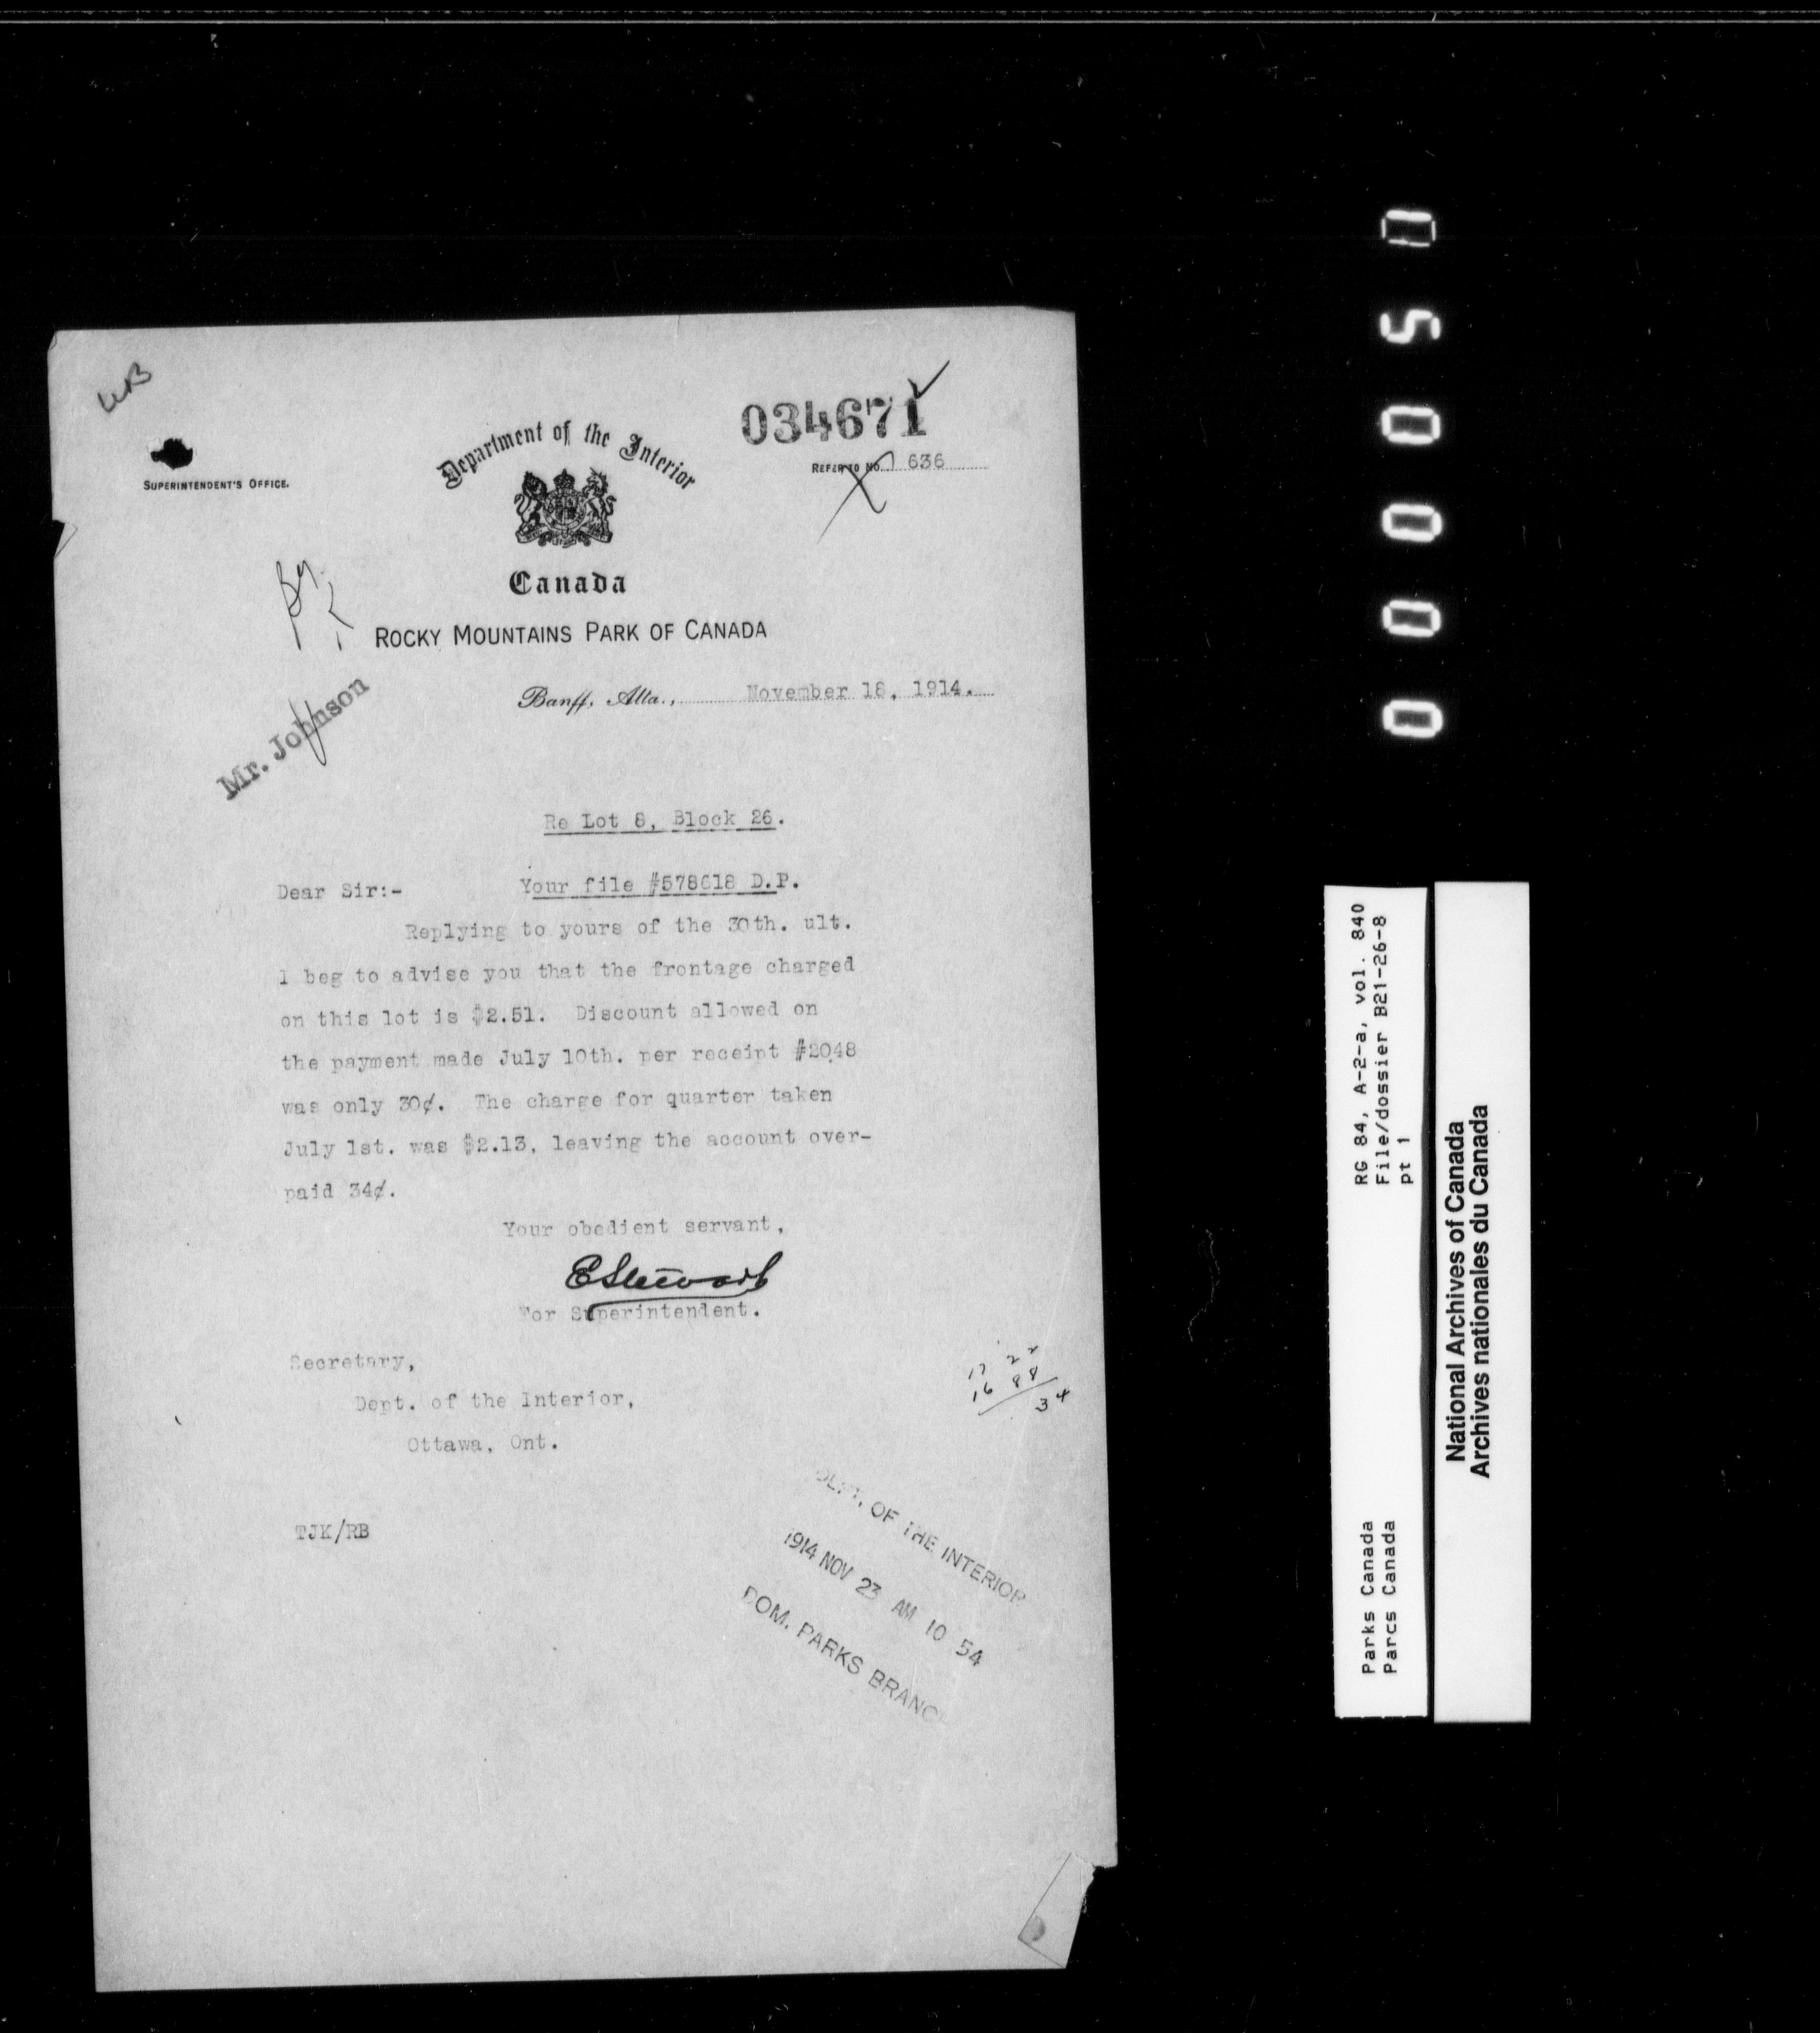 034671
SUPERINTENDENT'S OFFICE.
Department of the Interior
REFER TO NO. 636
Canada
ROCKY MOUNTAINS PARK OF CANADA
Banff, Alta., November 18, 1914.
Mr. Johnson
Re Lot 8, Block 26.
Dear Sir:- Your file #578618 D.P.
Replying to yours of the 30th. ult.
I beg to advise you that the frontage charged
on this lot is $2.51. Discount allowed on
the payment made July 10th. per receipt #2048
was only 30¢. The charge for quarter taken
July 1st. was $2.13, leaving the account over-
paid 34¢.
Your obedient servant,
EStewart
For Superintendent.
Secretary,
Dept. of the Interior,
Ottawa, Ont.
17 22
16 88
34
TJK/RB
DEPT. OF THE INTERIOR
1914 NOV 23 AM 10 54
DOM. PARKS BRANC
000050
RG 84, A-2-a, vol. 840
File/dossier B21-26-8
pt 1
Parks Canada
Parcs Canada
National Archives of Canada
Archives nationales du Canada